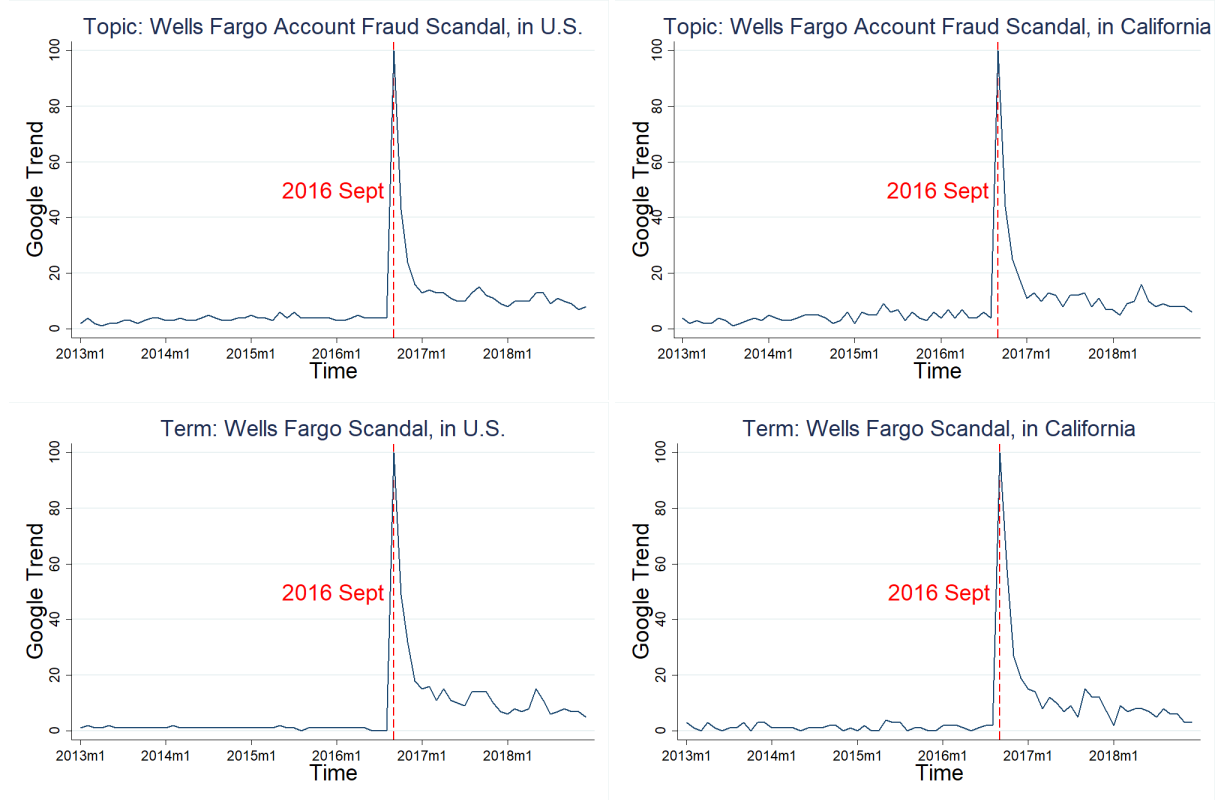 Topic: Wells Fargo Account Fraud Scandal, in U.S.
Google Trend
100
80
60
40
20
0
2016 Sept
2013m1 2014m1 2015m1 2016m1 2017m1 2018m1
Time
Topic: Wells Fargo Account Fraud Scandal, in California
Google Trend
100
80
60
40
20
0
2016 Sept
2013m1 2014m1 2015m1 2016m1 2017m1 2018m1
Time
Term: Wells Fargo Scandal, in U.S.
Google Trend
100
80
60
40
20
0
2016 Sept
2013m1 2014m1 2015m1 2016m1 2017m1 2018m1
Time
Term: Wells Fargo Scandal, in California
Google Trend
100
80
60
40
20
0
2016 Sept
2013m1 2014m1 2015m1 2016m1 2017m1 2018m1
Time